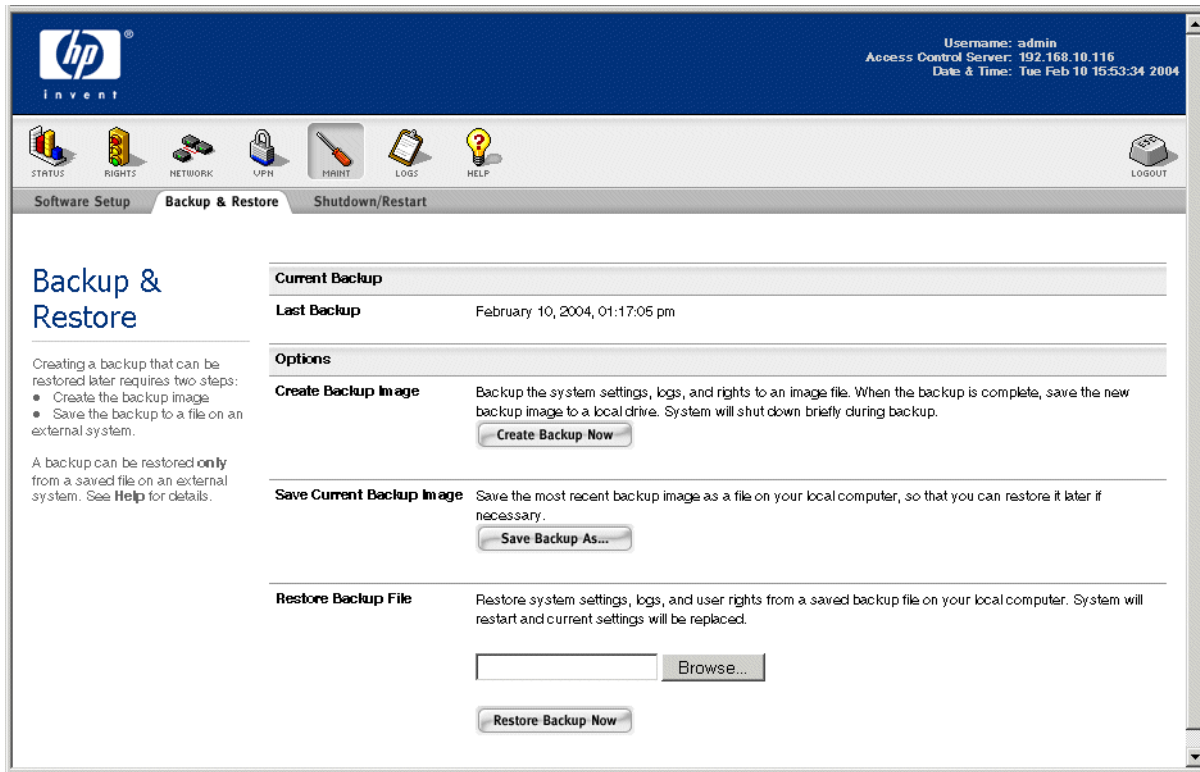 hp
®
invent
Username: admin
Access Control Server: 192.168.10.116
Date & Time: Tue Feb 10 15:53:34 2004
STATUS RIGHTS NETWORK VPN MAINT LOGS HELP LOGOUT
Software Setup Backup & Restore Shutdown/Restart
Backup &
Restore
Creating a backup that can be
restored later requires two steps:
• Create the backup image
• Save the backup to a file on an
external system.
A backup can be restored only
from a saved file on an external
system. See Help for details.
Current Backup
Last Backup February 10, 2004, 01:17:05 pm
Options
Create Backup Image Backup the system settings, logs, and rights to an image file. When the backup is complete, save the new
backup image to a local drive. System will shut down briefly during backup.
Create Backup Now
Save Current Backup Image Save the most recent backup image as a file on your local computer, so that you can restore it later if
necessary.
Save Backup As...
Restore Backup File Restore system settings, logs, and user rights from a saved backup file on your local computer. System will
restart and current settings will be replaced.
Browse...
Restore Backup Now